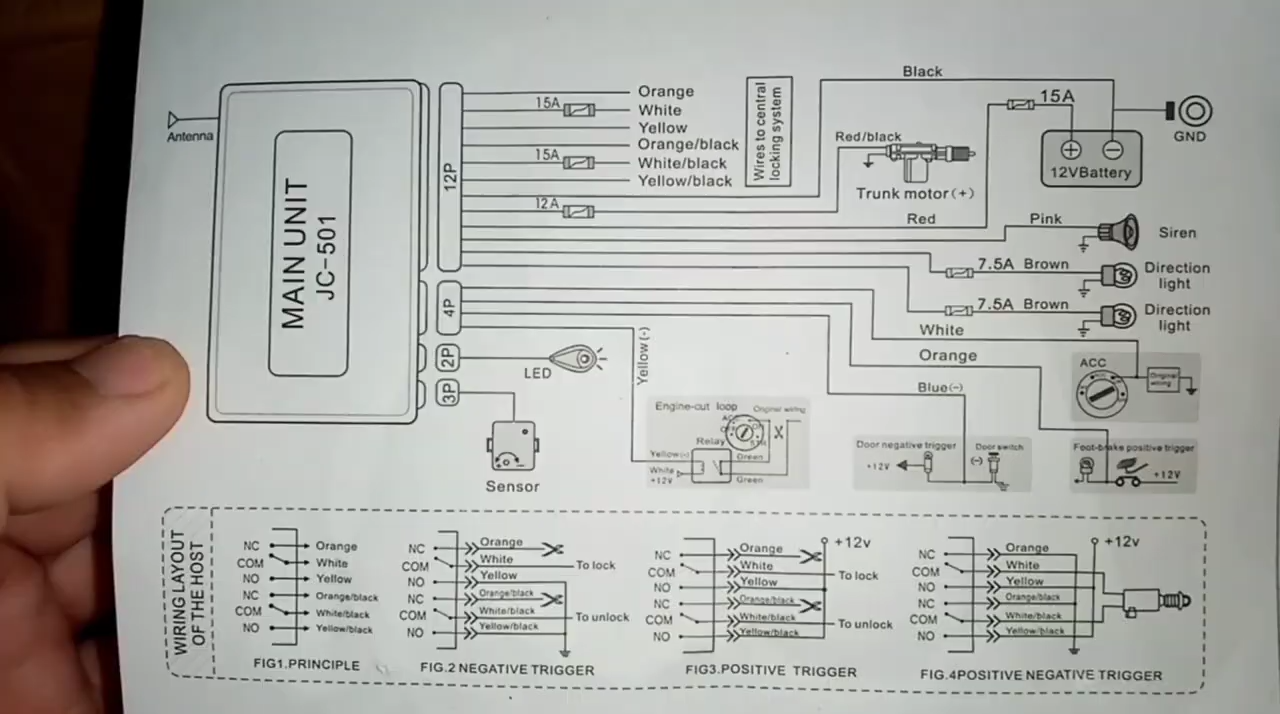 Antenna
MAIN UNIT
JC-501
12P
4P
2P
3P
Orange
15A White
Yellow
Orange/black
15A White/black
Yellow/black
12A
Wires to central
locking system
Black
15A
GND
+ −
12VBattery
Red/black
Trunk motor(+)
Red
Pink
Siren
7.5A Brown
Direction
light
7.5A Brown
Direction
light
White
Orange
Blue(−)
Yellow(-)
LED
Sensor
Engine-cut loop
Original wiring
Relay
Yellow(-)
Green
White
+12V
Green
Door negative trigger
+12V
Door switch
(−)
ACC
Original
wiring
Foot-brake positive trigger
+12V
WIRING LAYOUT
OF THE HOST
NC Orange
COM White
NO Yellow
NC Orange/black
COM White/black
NO Yellow/black
FIG1.PRINCIPLE
NC Orange
COM White
To lock
NO Yellow
NC Orange/black
COM White/black
To unlock
NO Yellow/black
FIG.2 NEGATIVE TRIGGER
+12v
NC Orange
COM White
To lock
NO Yellow
NC Orange/black
COM White/black
To unlock
NO Yellow/black
FIG3.POSITIVE TRIGGER
+12v
NC Orange
COM White
NO Yellow
NC Orange/black
COM White/black
NO Yellow/black
FIG.4POSITIVE NEGATIVE TRIGGER